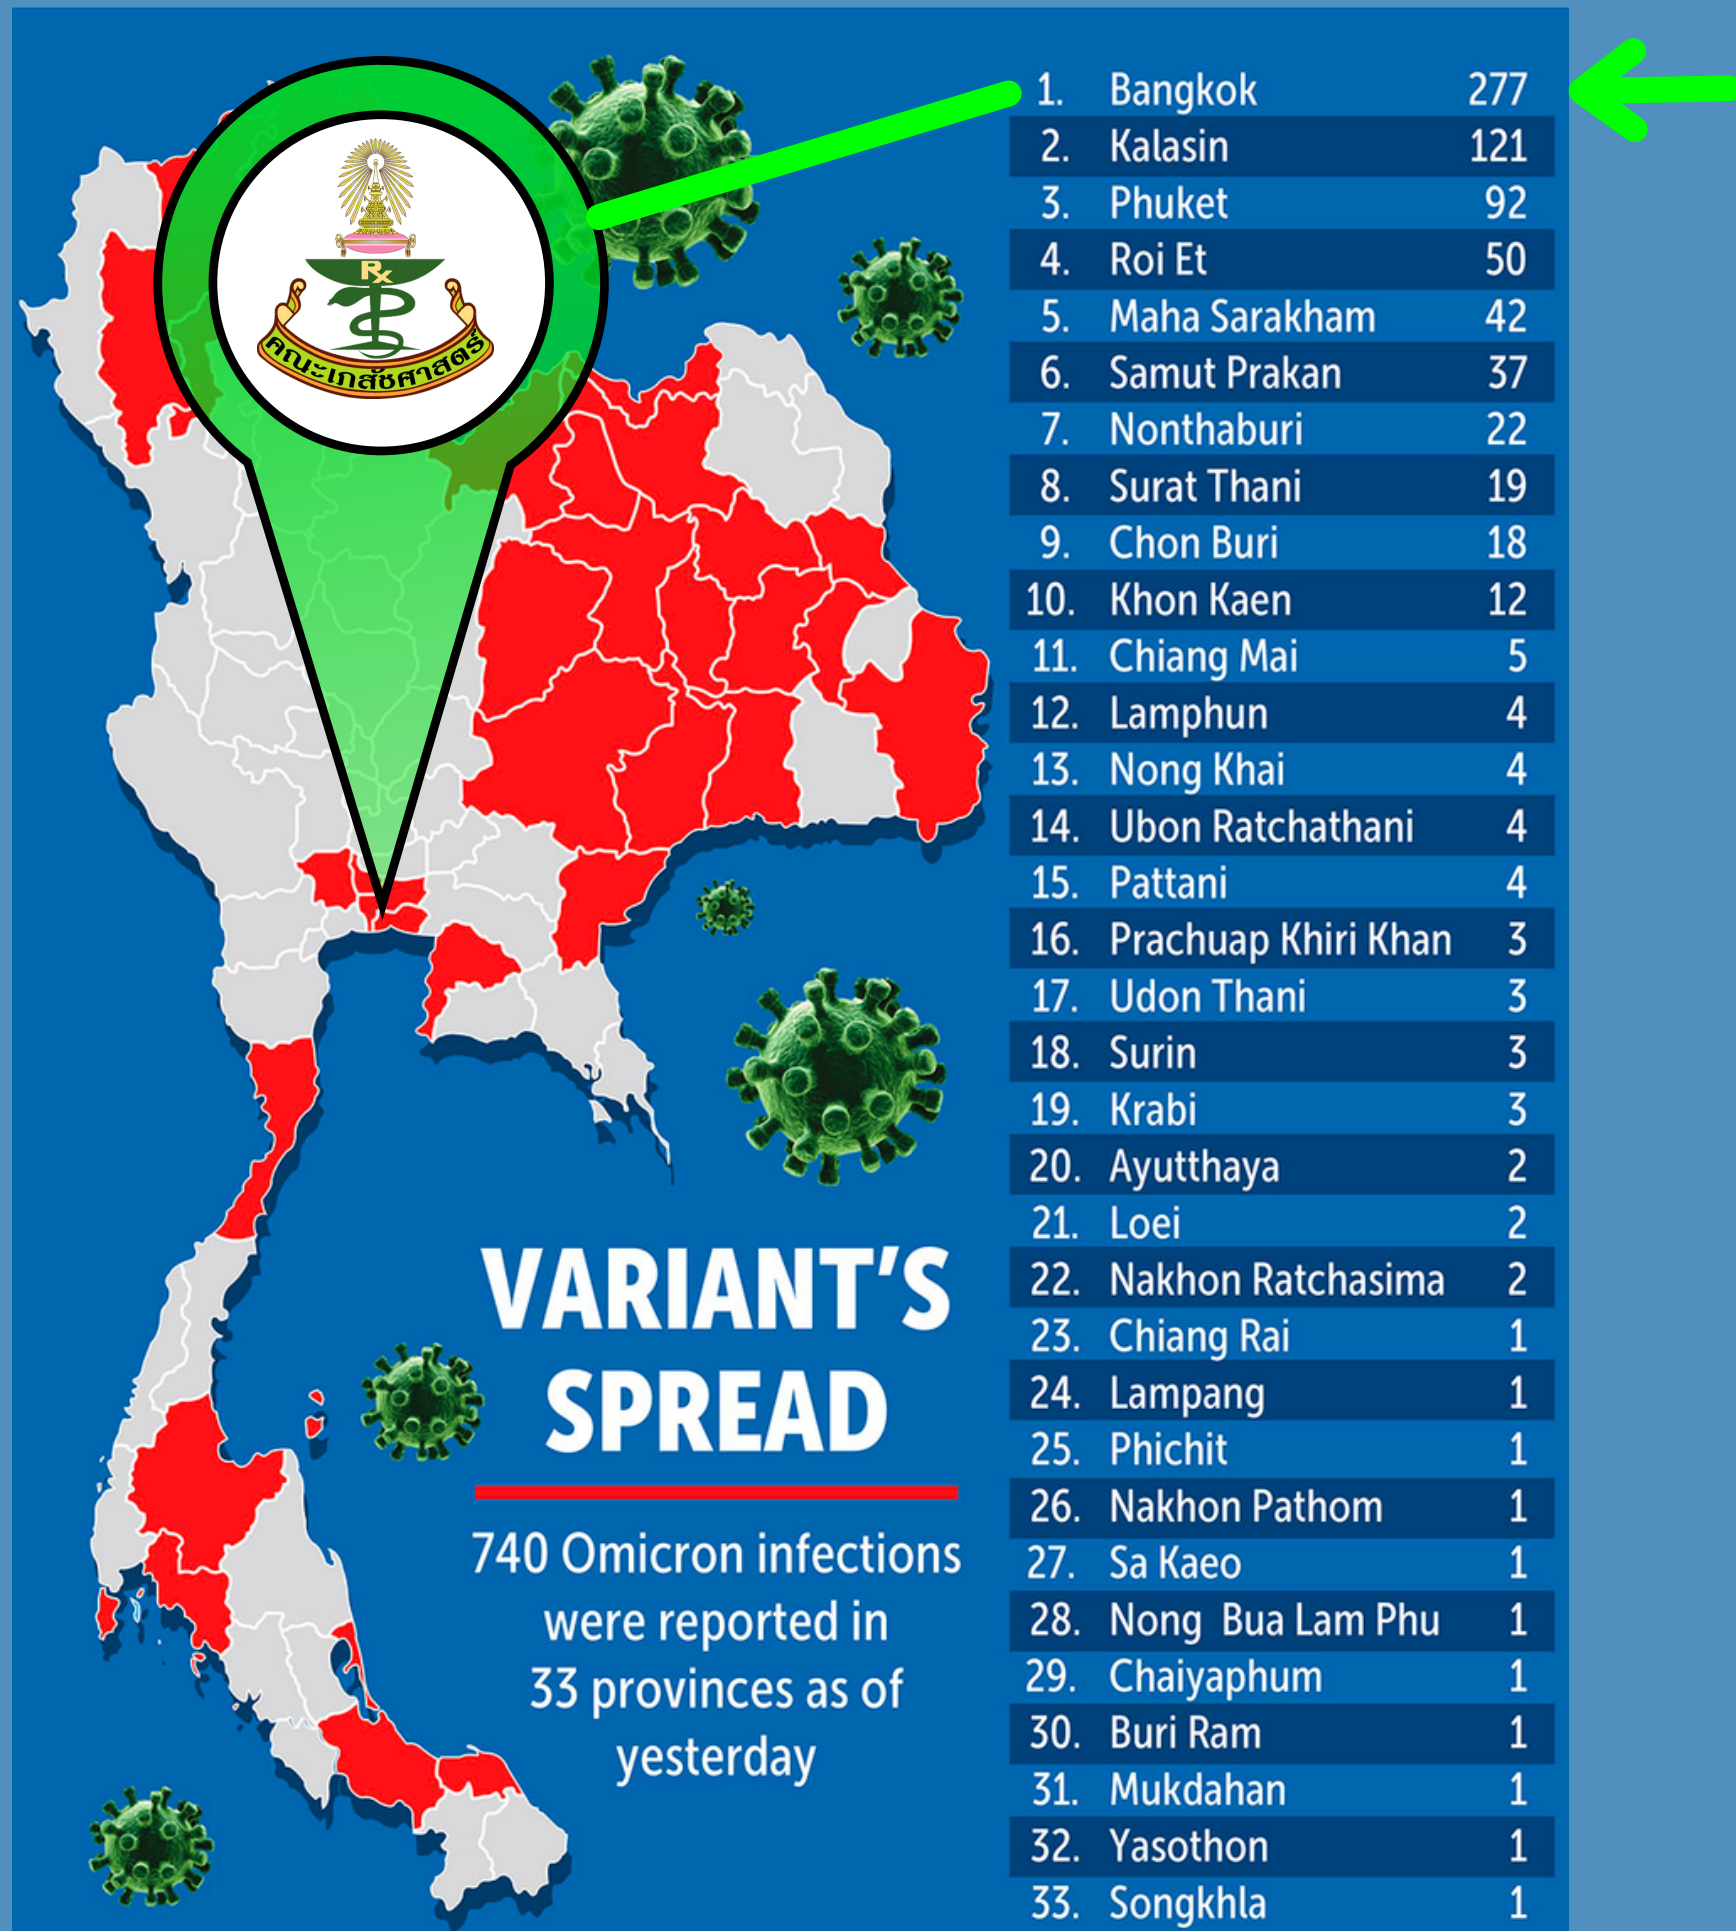 Rx
คณะเภสัชศาสตร์
1. Bangkok 277
2. Kalasin 121
3. Phuket 92
4. Roi Et 50
5. Maha Sarakham 42
6. Samut Prakan 37
7. Nonthaburi 22
8. Surat Thani 19
9. Chon Buri 18
10. Khon Kaen 12
11. Chiang Mai 5
12. Lamphun 4
13. Nong Khai 4
14. Ubon Ratchathani 4
15. Pattani 4
16. Prachuap Khiri Khan 3
17. Udon Thani 3
18. Surin 3
19. Krabi 3
20. Ayutthaya 2
21. Loei 2
22. Nakhon Ratchasima 2
23. Chiang Rai 1
24. Lampang 1
25. Phichit 1
26. Nakhon Pathom 1
27. Sa Kaeo 1
28. Nong Bua Lam Phu 1
29. Chaiyaphum 1
30. Buri Ram 1
31. Mukdahan 1
32. Yasothon 1
33. Songkhla 1
VARIANT'S
SPREAD
740 Omicron infections
were reported in
33 provinces as of
yesterday